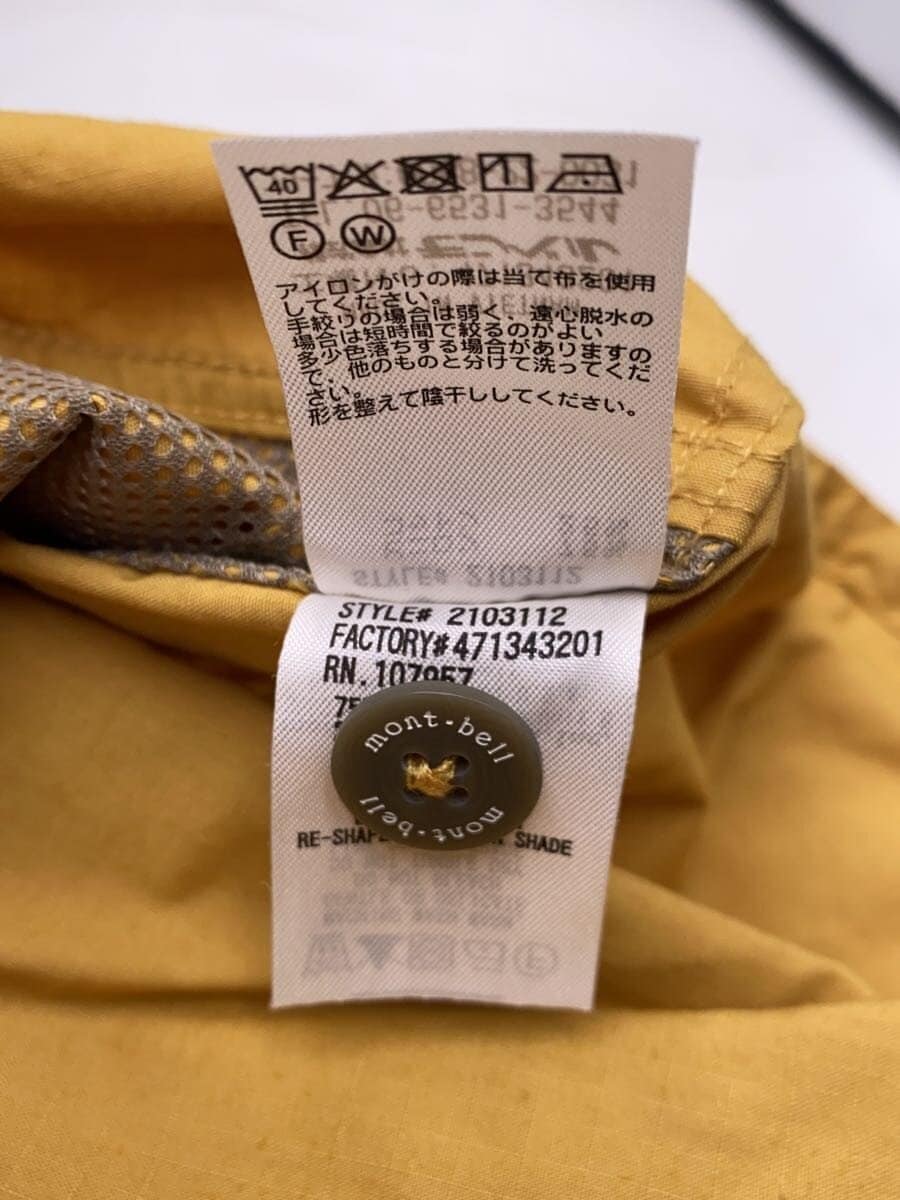 40
F W
アイロンがけの際は当て布を使用
してください。
手絞りの場合は弱く、遠心脱水の
場合は短時間で絞るのがよい
多少色落ちする場合がありますの
で、他のものと分けて洗ってくだ
さい。
形を整えて陰干ししてください。
STYLE# 2103112
STYLE# 2103112
FACTORY#471343201
RN.107957
mont-bell
mont-bell
SHADE